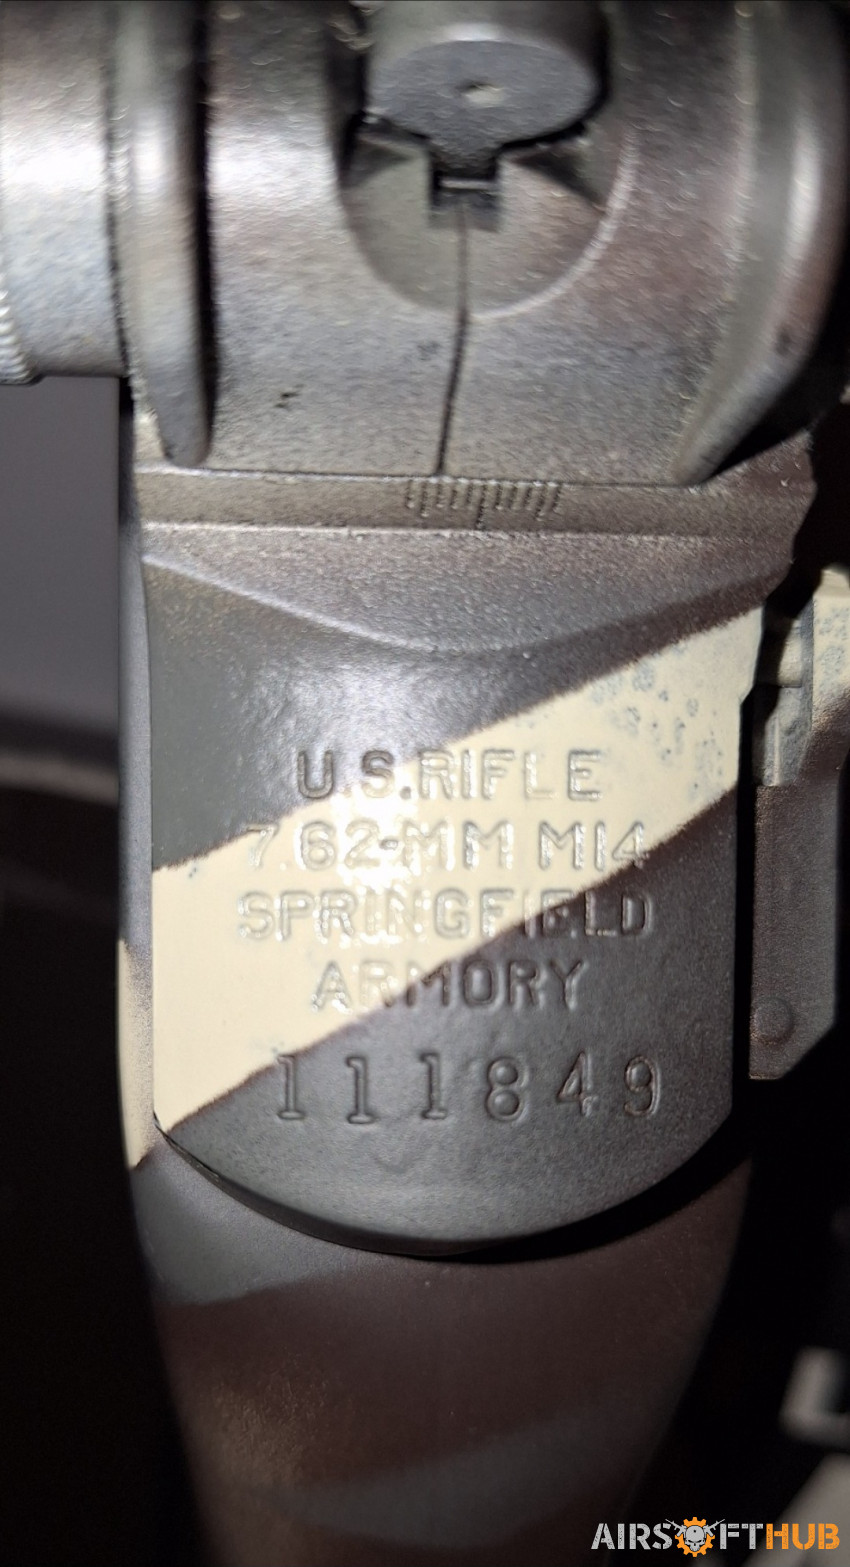 U.S.RIFLE
7.62-MM M14
SPRINGFIELD
ARMORY
111849
AIRSOFTHUB